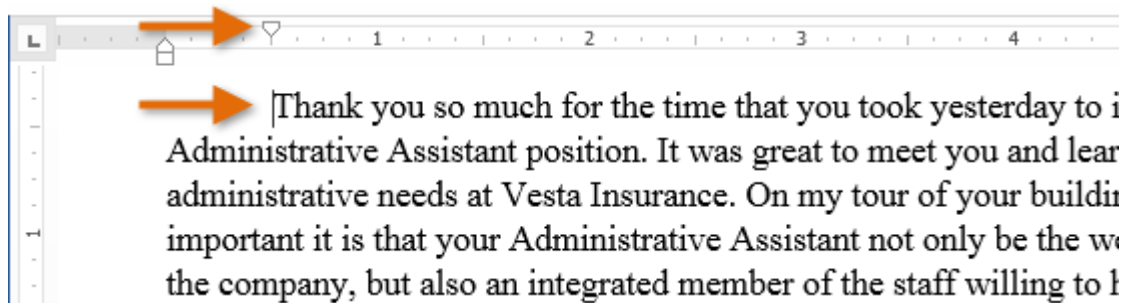 L 1 2 3 4
Thank you so much for the time that you took yesterday to
Administrative Assistant position. It was great to meet you and
administrative needs at Vesta Insurance. On my tour of your
1
important it is that your Administrative Assistant not only be the
the company, but also an integrated member of the staff willing to